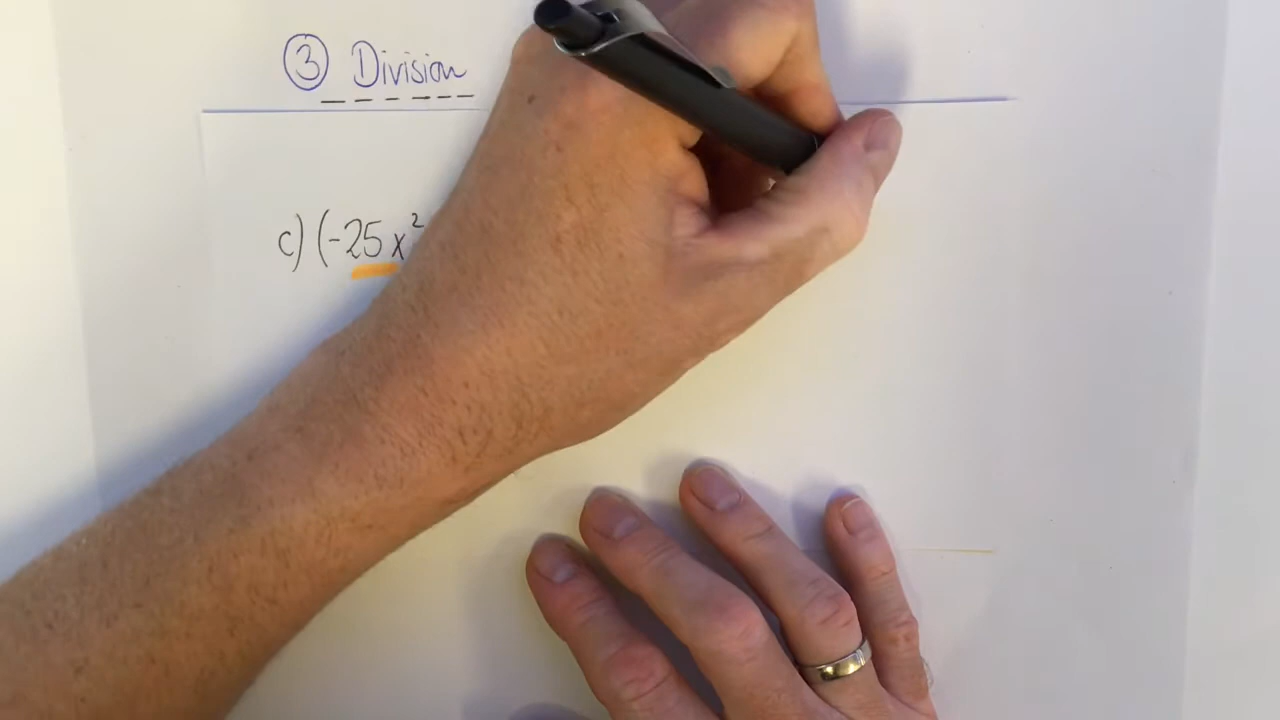 ③ Division
c) (-25x²